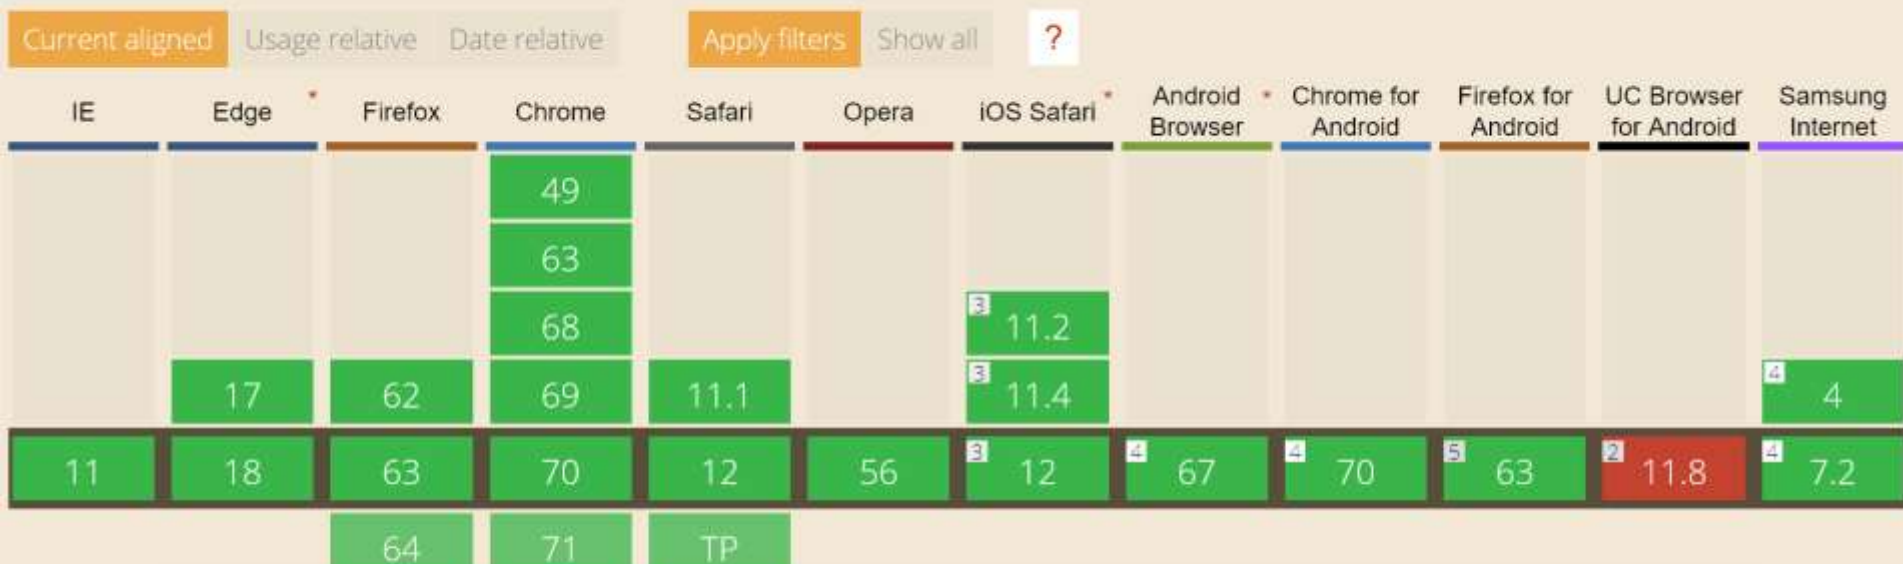 Current aligned Usage relative Date relative Apply filters Show all ?
IE Edge * Firefox Chrome Safari Opera iOS Safari * Android Browser * Chrome for Android Firefox for Android UC Browser for Android Samsung Internet
49
63
68 3 11.2
17 62 69 11.1 3 11.4 4 4
11 18 63 70 12 56 3 12 4 67 4 70 5 63 2 11.8 4 7.2
64 71 TP